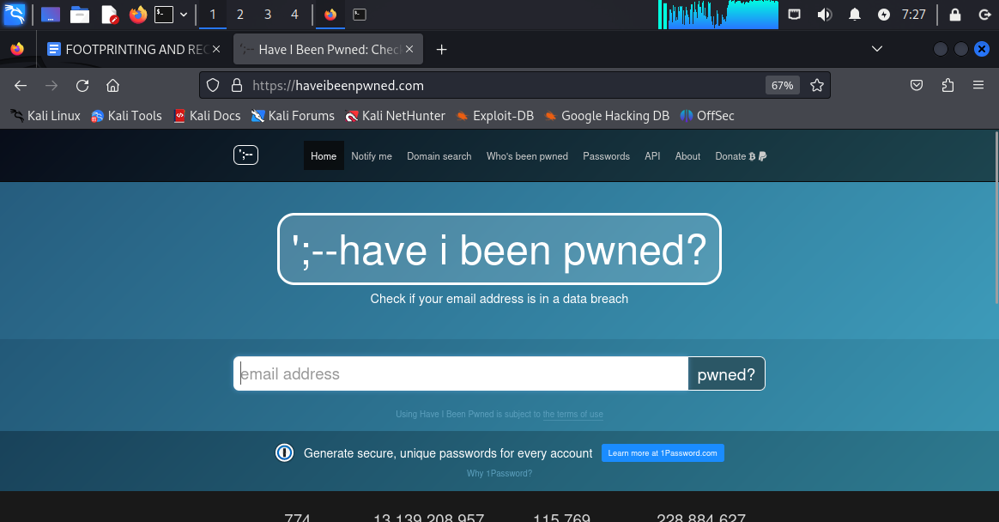 1 2 3 4 7:27
FOOTPRINTING AND REC
';-- Have I Been Pwned: Chec
https://haveibeenpwned.com 67%
Kali Linux Kali Tools Kali Docs Kali Forums Kali NetHunter Exploit-DB Google Hacking DB OffSec
';-- Home Notify me Domain search Who's been pwned Passwords API About Donate
';--have i been pwned?
Check if your email address is in a data breach
email address pwned?
Using Have I Been Pwned is subject to the terms of use
Generate secure, unique passwords for every account Learn more at 1Password.com
Why 1Password?
774 13,139,208,957 115,769 228,884,627